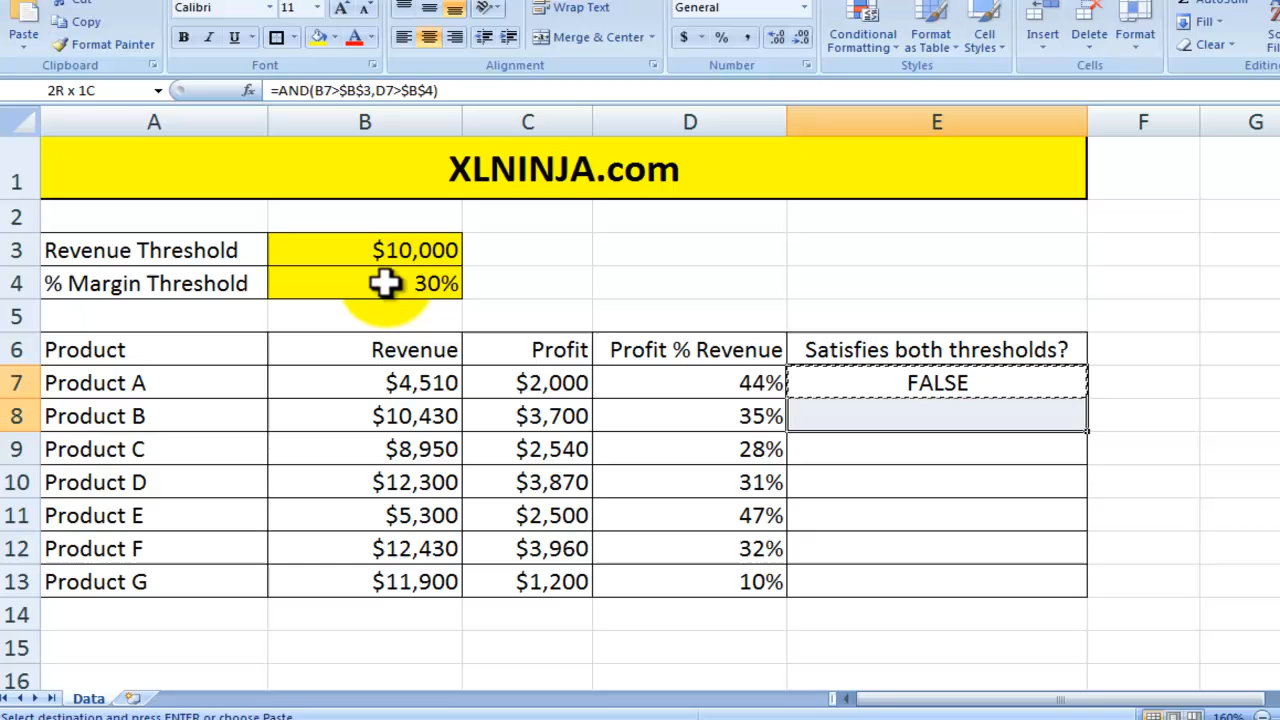 Copy
Calibri 11
Wrap Text
General
Fill
Paste
Format Painter
B I U
Merge & Center
$ % ,
Conditional Formatting
Format as Table
Cell Styles
Insert
Delete
Format
Clear
Clipboard
Font
Alignment
Number
Styles
Cells
2R x 1C
fx
=AND(B7>$B$3,D7>$B$4)
A B C D E F G
1 XLNINJA.com
2
3 Revenue Threshold $10,000
4 % Margin Threshold 30%
5
6 Product Revenue Profit Profit % Revenue Satisfies both thresholds?
7 Product A $4,510 $2,000 44% FALSE
8 Product B $10,430 $3,700 35%
9 Product C $8,950 $2,540 28%
10 Product D $12,300 $3,870 31%
11 Product E $5,300 $2,500 47%
12 Product F $12,430 $3,960 32%
13 Product G $11,900 $1,200 10%
14
15
16
Data
Select destination and press ENTER or choose Paste
160%